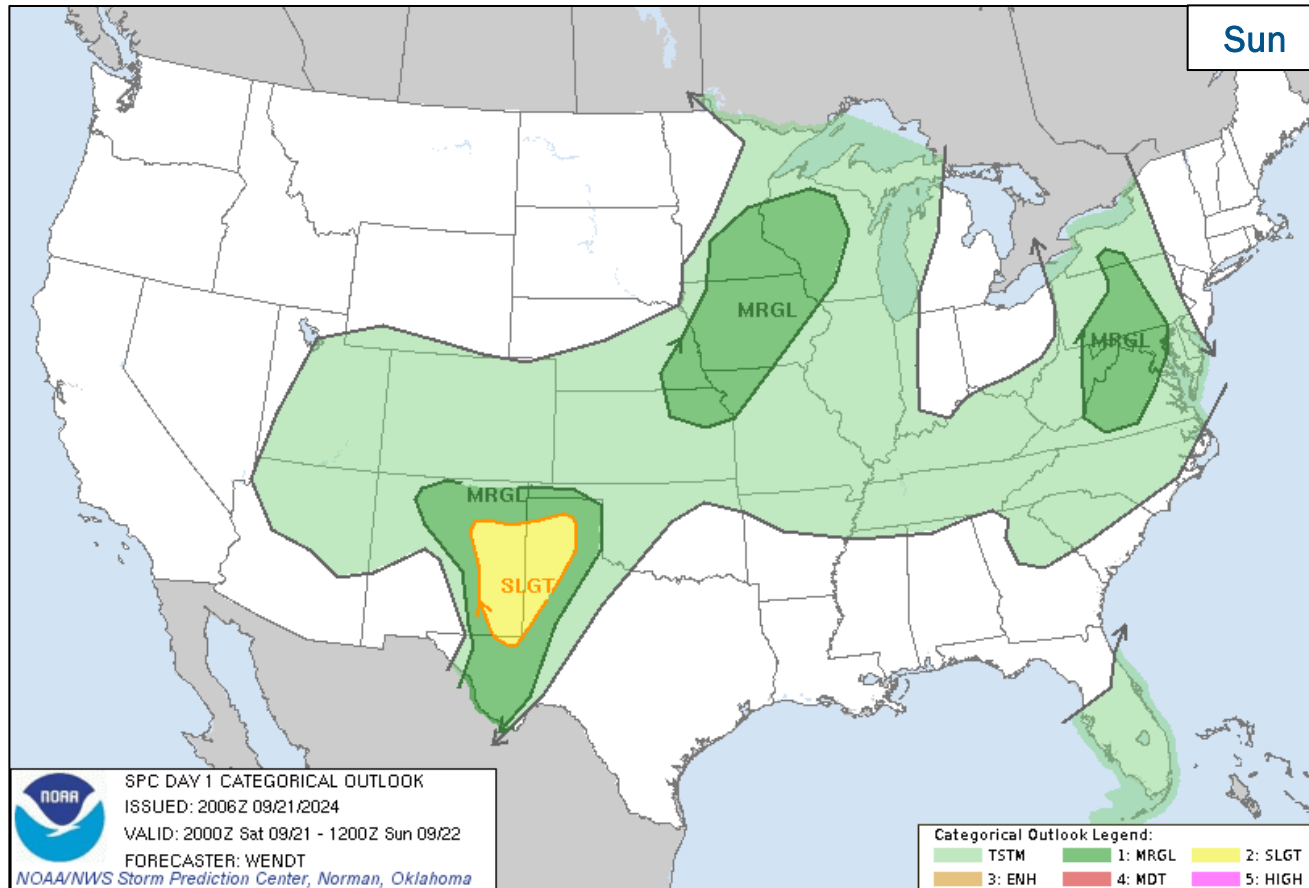 Sun
MRGL
MRGL
MRGL
SLGT
NOAA
SPC DAY 1 CATEGORICAL OUTLOOK
ISSUED: 2006Z 09/21/2024
VALID: 2000Z Sat 09/21 - 1200Z Sun 09/22
FORECASTER: WENDT
NOAA/NWS Storm Prediction Center, Norman, Oklahoma
Categorical Outlook Legend:
TSTM 1: MRGL 2: SLGT
3: ENH 4: MDT 5: HIGH